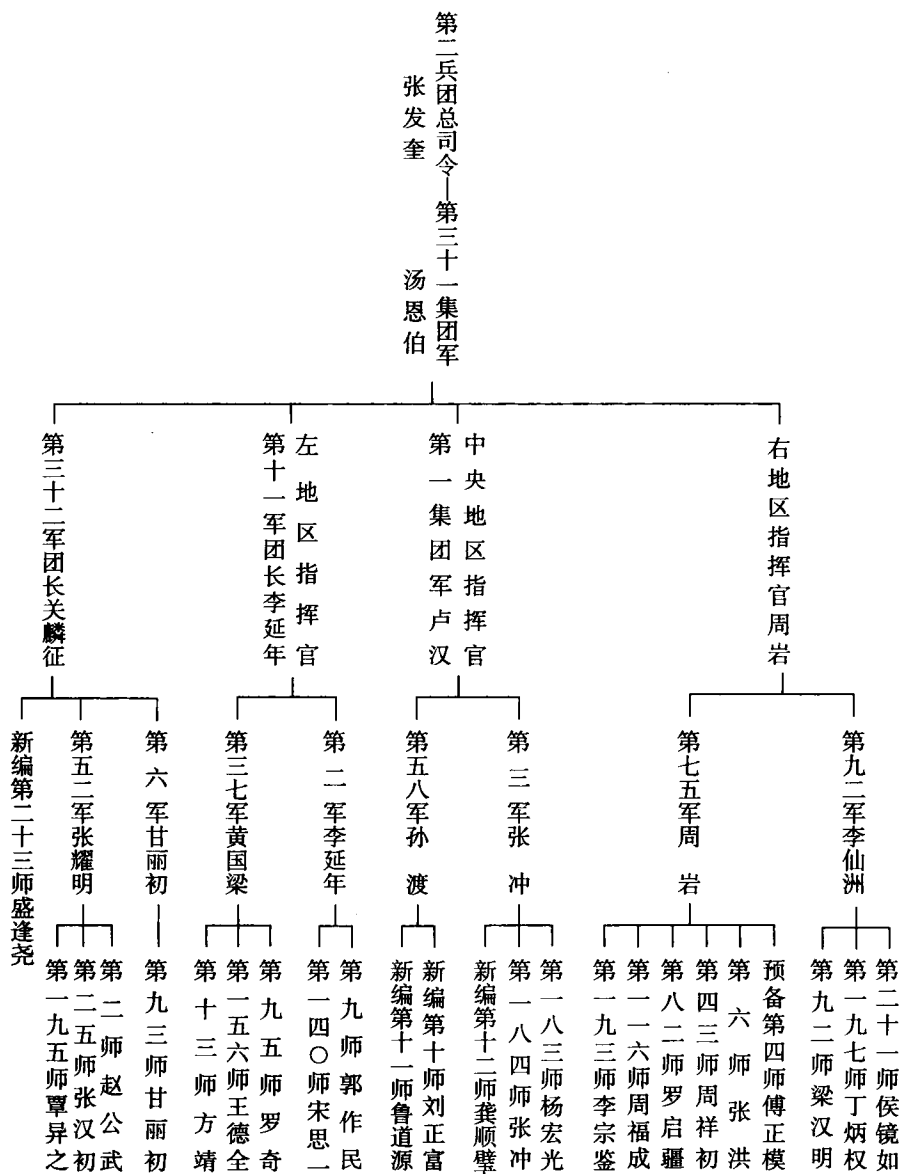 第二兵团总司令—第三十一集团军
张发奎
汤恩伯
右地区指挥官周岩
中央地区指挥官
第一集团军卢汉
左地区指挥官
第十一军团长李延年
第三十二军团长关麟征
第九二军李仙洲
第七五军周岩
第三军张冲
第五八军孙渡
第二军李延年
第三七军黄国梁
第六军甘丽初
第五二军张耀明
新编第二十三师盛逢尧
第二十一师侯镜如
第一九七师丁炳权
第九二师梁汉明
预备第四师傅正模
第六师张洪
第四三师周祥初
第八二师罗启疆
第一一六师周福成
第一九三师李宗鉴
第一八三师杨宏光
第一八四师张冲
新编第十二师龚顺壁
新编第十师刘正富
新编第十一师鲁道源
第九师郭作民
第一四〇师宋思一
第九五师罗奇
第一五六师王德全
第十三师方靖
第九三师甘丽初
第二师赵公武
第二五师张汉初
第一九五师覃异之